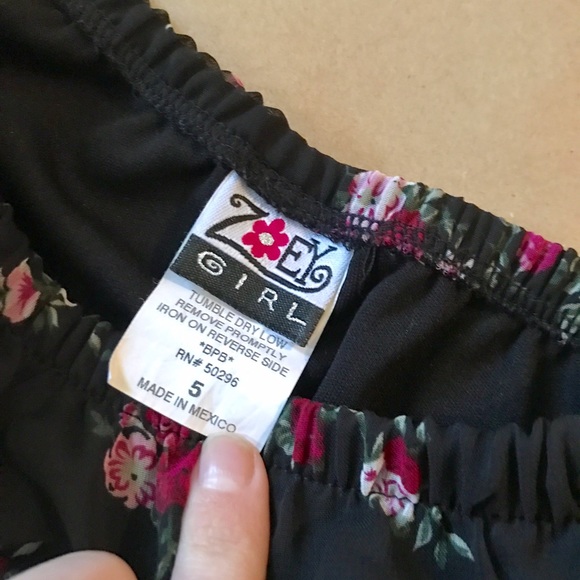 ZOEY
GIRL
TUMBLE DRY LOW
REMOVE PROMPTLY
IRON ON REVERSE SIDE
*BPB*
RN# 50296
5
MADE IN MEXICO